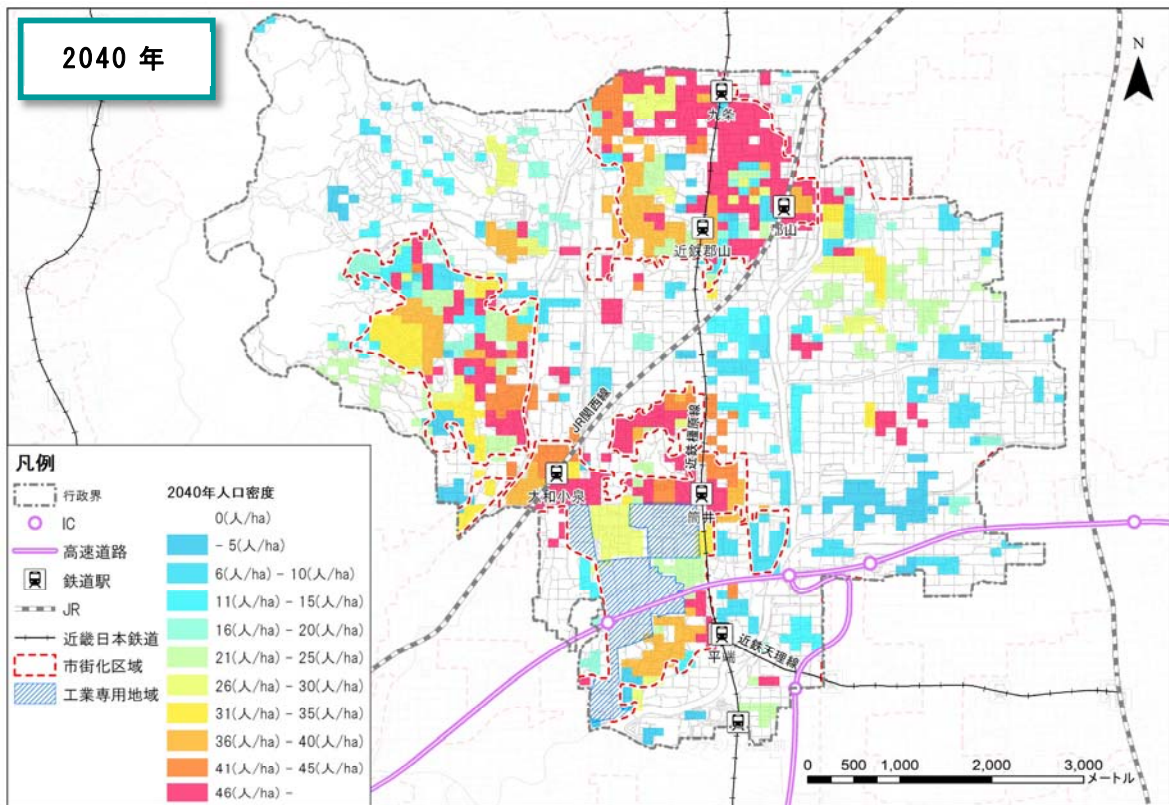 2040 年
N
九条
郡山
近鉄郡山
JR関西線
近鉄橿原線
大和小泉
筒井
平端
近鉄天理線
凡例
行政界
IC
高速道路
鉄道駅
JR
近畿日本鉄道
市街化区域
工業専用地域
2040年人口密度
0(人/ha)
- 5(人/ha)
6(人/ha) - 10(人/ha)
11(人/ha) - 15(人/ha)
16(人/ha) - 20(人/ha)
21(人/ha) - 25(人/ha)
26(人/ha) - 30(人/ha)
31(人/ha) - 35(人/ha)
36(人/ha) - 40(人/ha)
41(人/ha) - 45(人/ha)
46(人/ha) -
0 500 1,000 2,000 3,000
メートル